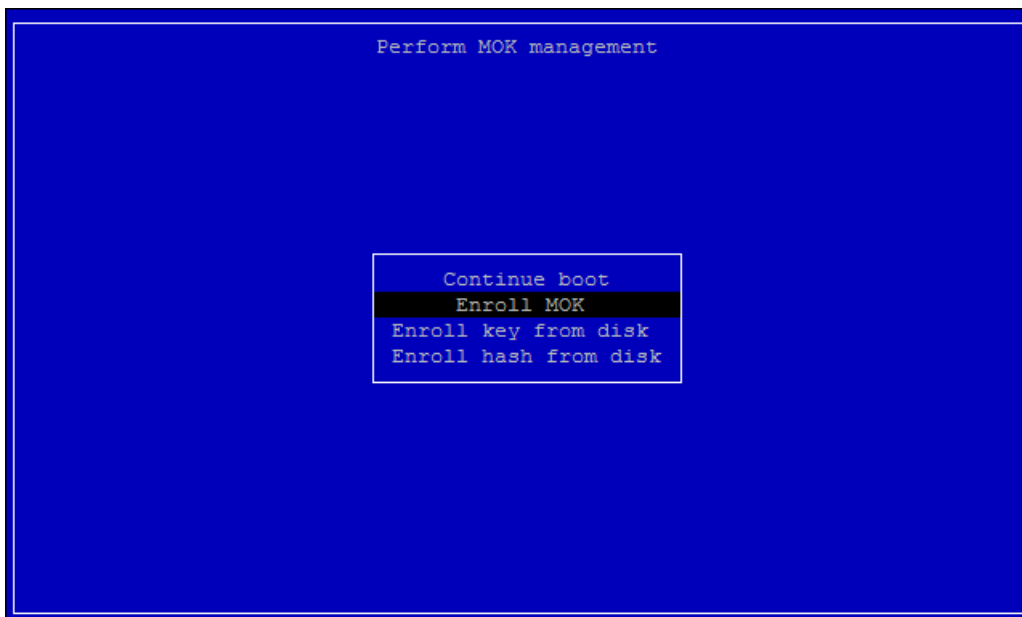 Perform MOK management
Continue boot
Enroll MOK
Enroll key from disk
Enroll hash from disk